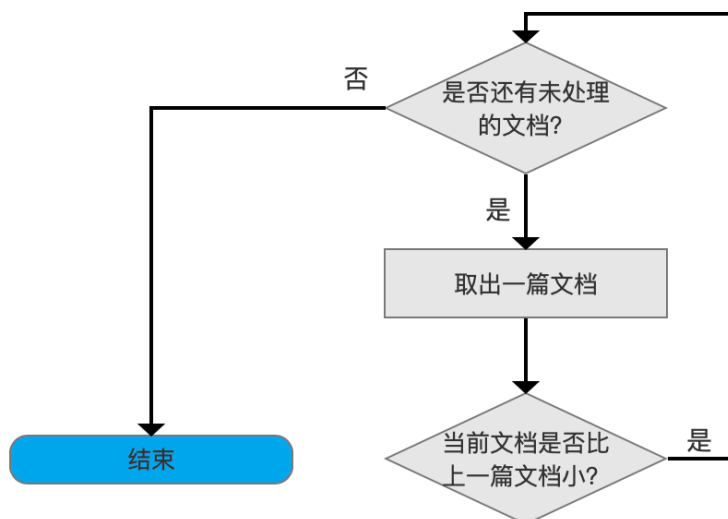 否
是否还有未处理
的文档?
是
取出一篇文档
结束
当前文档是否比
上一篇文档小?
是